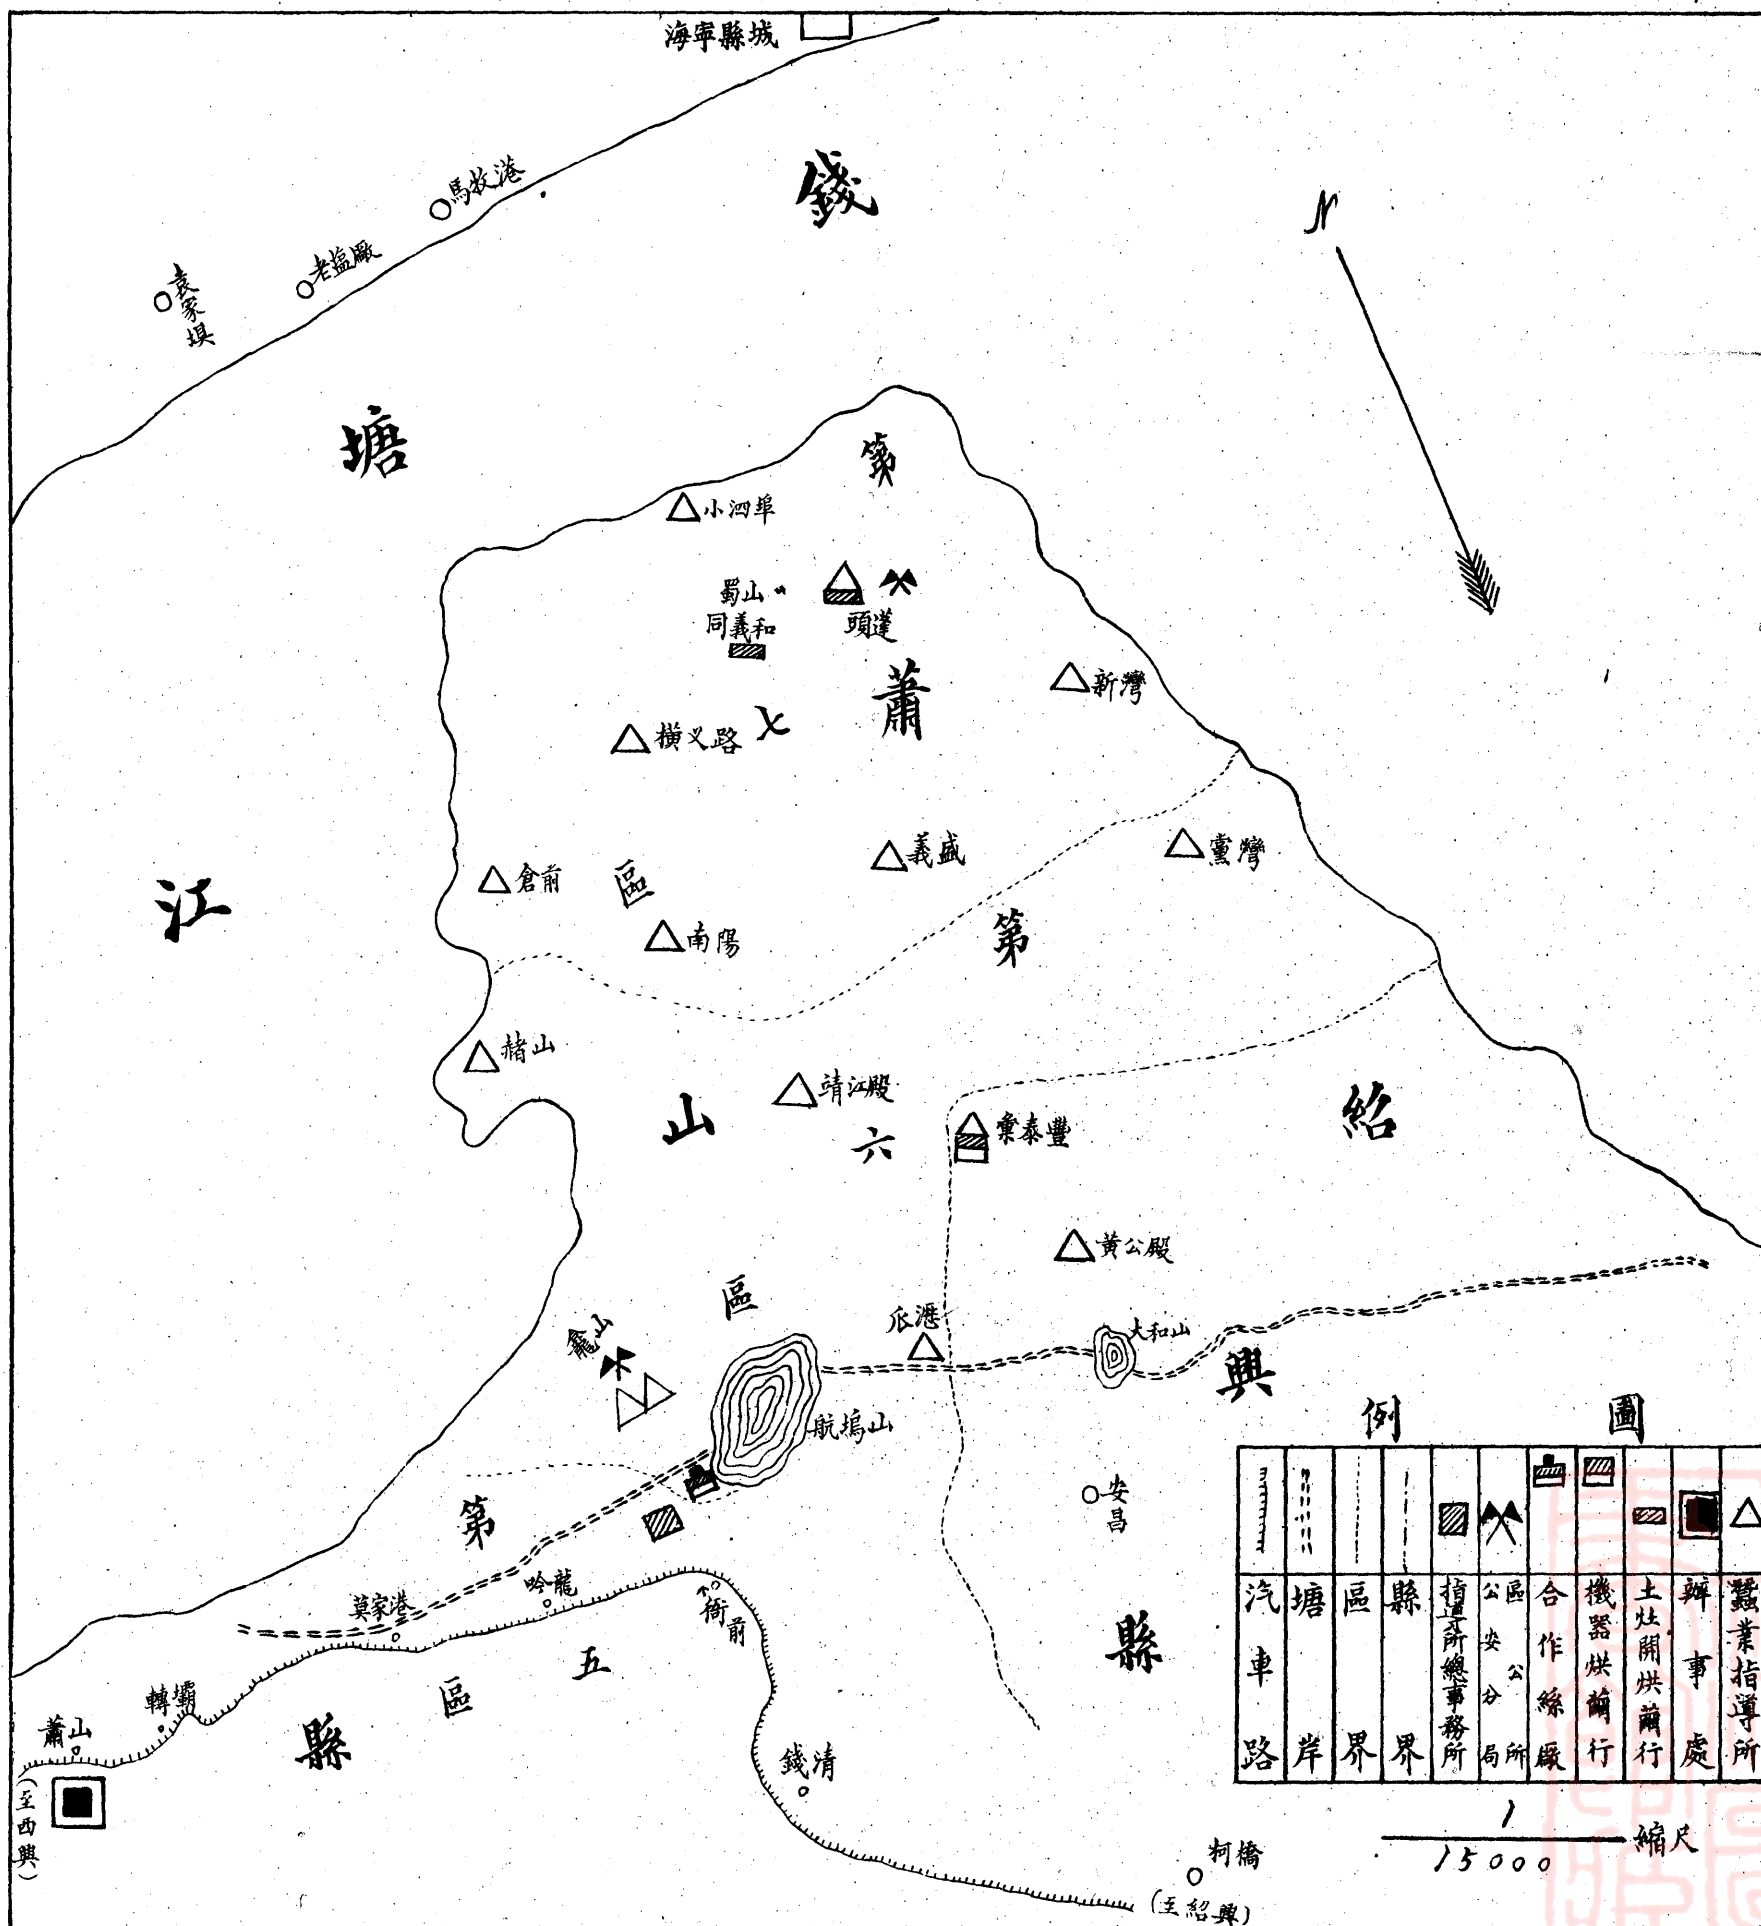 海寧縣城
錢
塘
江
N
馬牧港
老塩廠
袁家埧
第
七
區
蕭
山
縣
小泗埠
蜀山
同義和
頭蓬
新灣
橫叉路
義盛
黨灣
倉前
南陽
第
六
區
赭山
靖江殿
彙泰豐
紹
興
縣
黃公殿
瓜瀝
大和山
龕山
航塢山
安昌
第
五
區
莫家港
吟龍
衙前
轉壩
蕭山
(至西興)
錢清
柯橋
(至紹興)
圖例
蠶業指導所
辦事處
土灶開烘繭行
機器烘繭行
合作絲廠
區公所
公安分局
指導所總事務所
縣界
區界
塘岸
汽車路
縮尺
1
15000